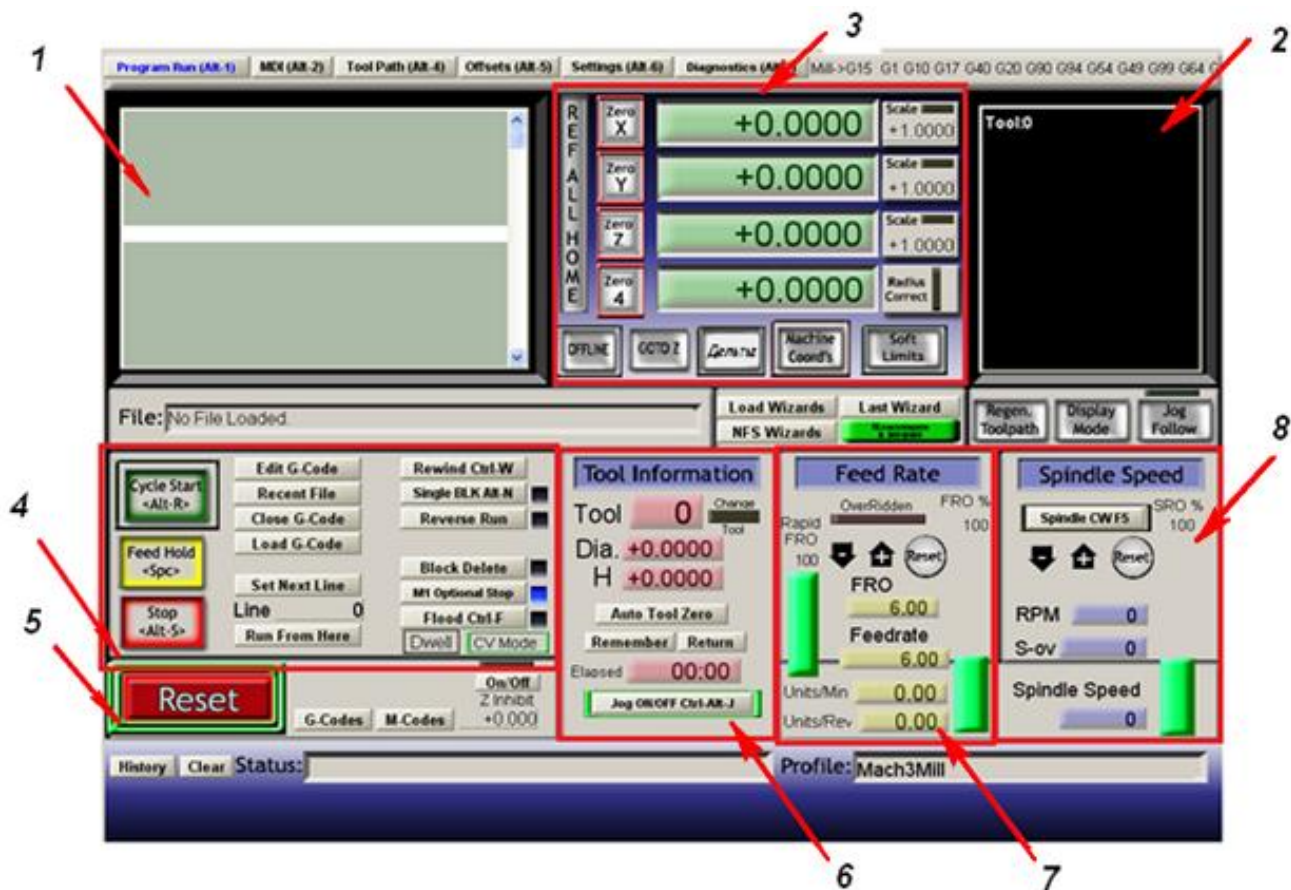 1
3
2
Program Run (Alt-1) MDI (Alt-2) Tool Path (Alt-4) Offsets (Alt-5) Settings (Alt-6) Diagnostics (Alt- Mill->G15 G1 G10 G17 G40 G20 G90 G94 G54 G49 G99 G64
REF ALL HOME
Zero X
+0.0000
Scale
+1.0000
Zero Y
+0.0000
Scale
+1.0000
Zero 7
+0.0000
Scale
+1.0000
Zero 4
+0.0000
Radius Correct
OFFLINE
GOTO Z
Дельты
Machine Coord's
Soft Limits
Tool:0
File: No File Loaded.
Load Wizards
Last Wizard
NFS Wizards
Regen. Toolpath
Display Mode
Jog Follow
8
4
Cycle Start <Alt-R>
Feed Hold <Spc>
Stop <Alt-S>
Edit G-Code
Recent File
Close G-Code
Load G-Code
Set Next Line
Line 0
Run From Here
Rewind Ctrl-W
Single BLK Alt-N
Reverse Run
Block Delete
M1 Optional Stop
Flood Ctrl-F
Dwell
CV Mode
5
Reset
G-Codes
M-Codes
On/Off
Z Inhibit
+0.000
Tool Information
Tool 0
Change Tool
Dia. +0.0000
H +0.0000
Auto Tool Zero
Remember
Return
Elapsed 00:00
Jog ON/OFF Ctrl-Alt-J
Feed Rate
OverRidden
FRO %
100
Rapid FRO
100
Reset
FRO
6.00
Feedrate
6.00
Units/Min 0.00
Units/Rev 0.00
Spindle Speed
Spindle CW F5
SRO %
100
Reset
RPM 0
S-ov 0
Spindle Speed
0
History
Clear
Status:
Profile: Mach3Mill
6
7